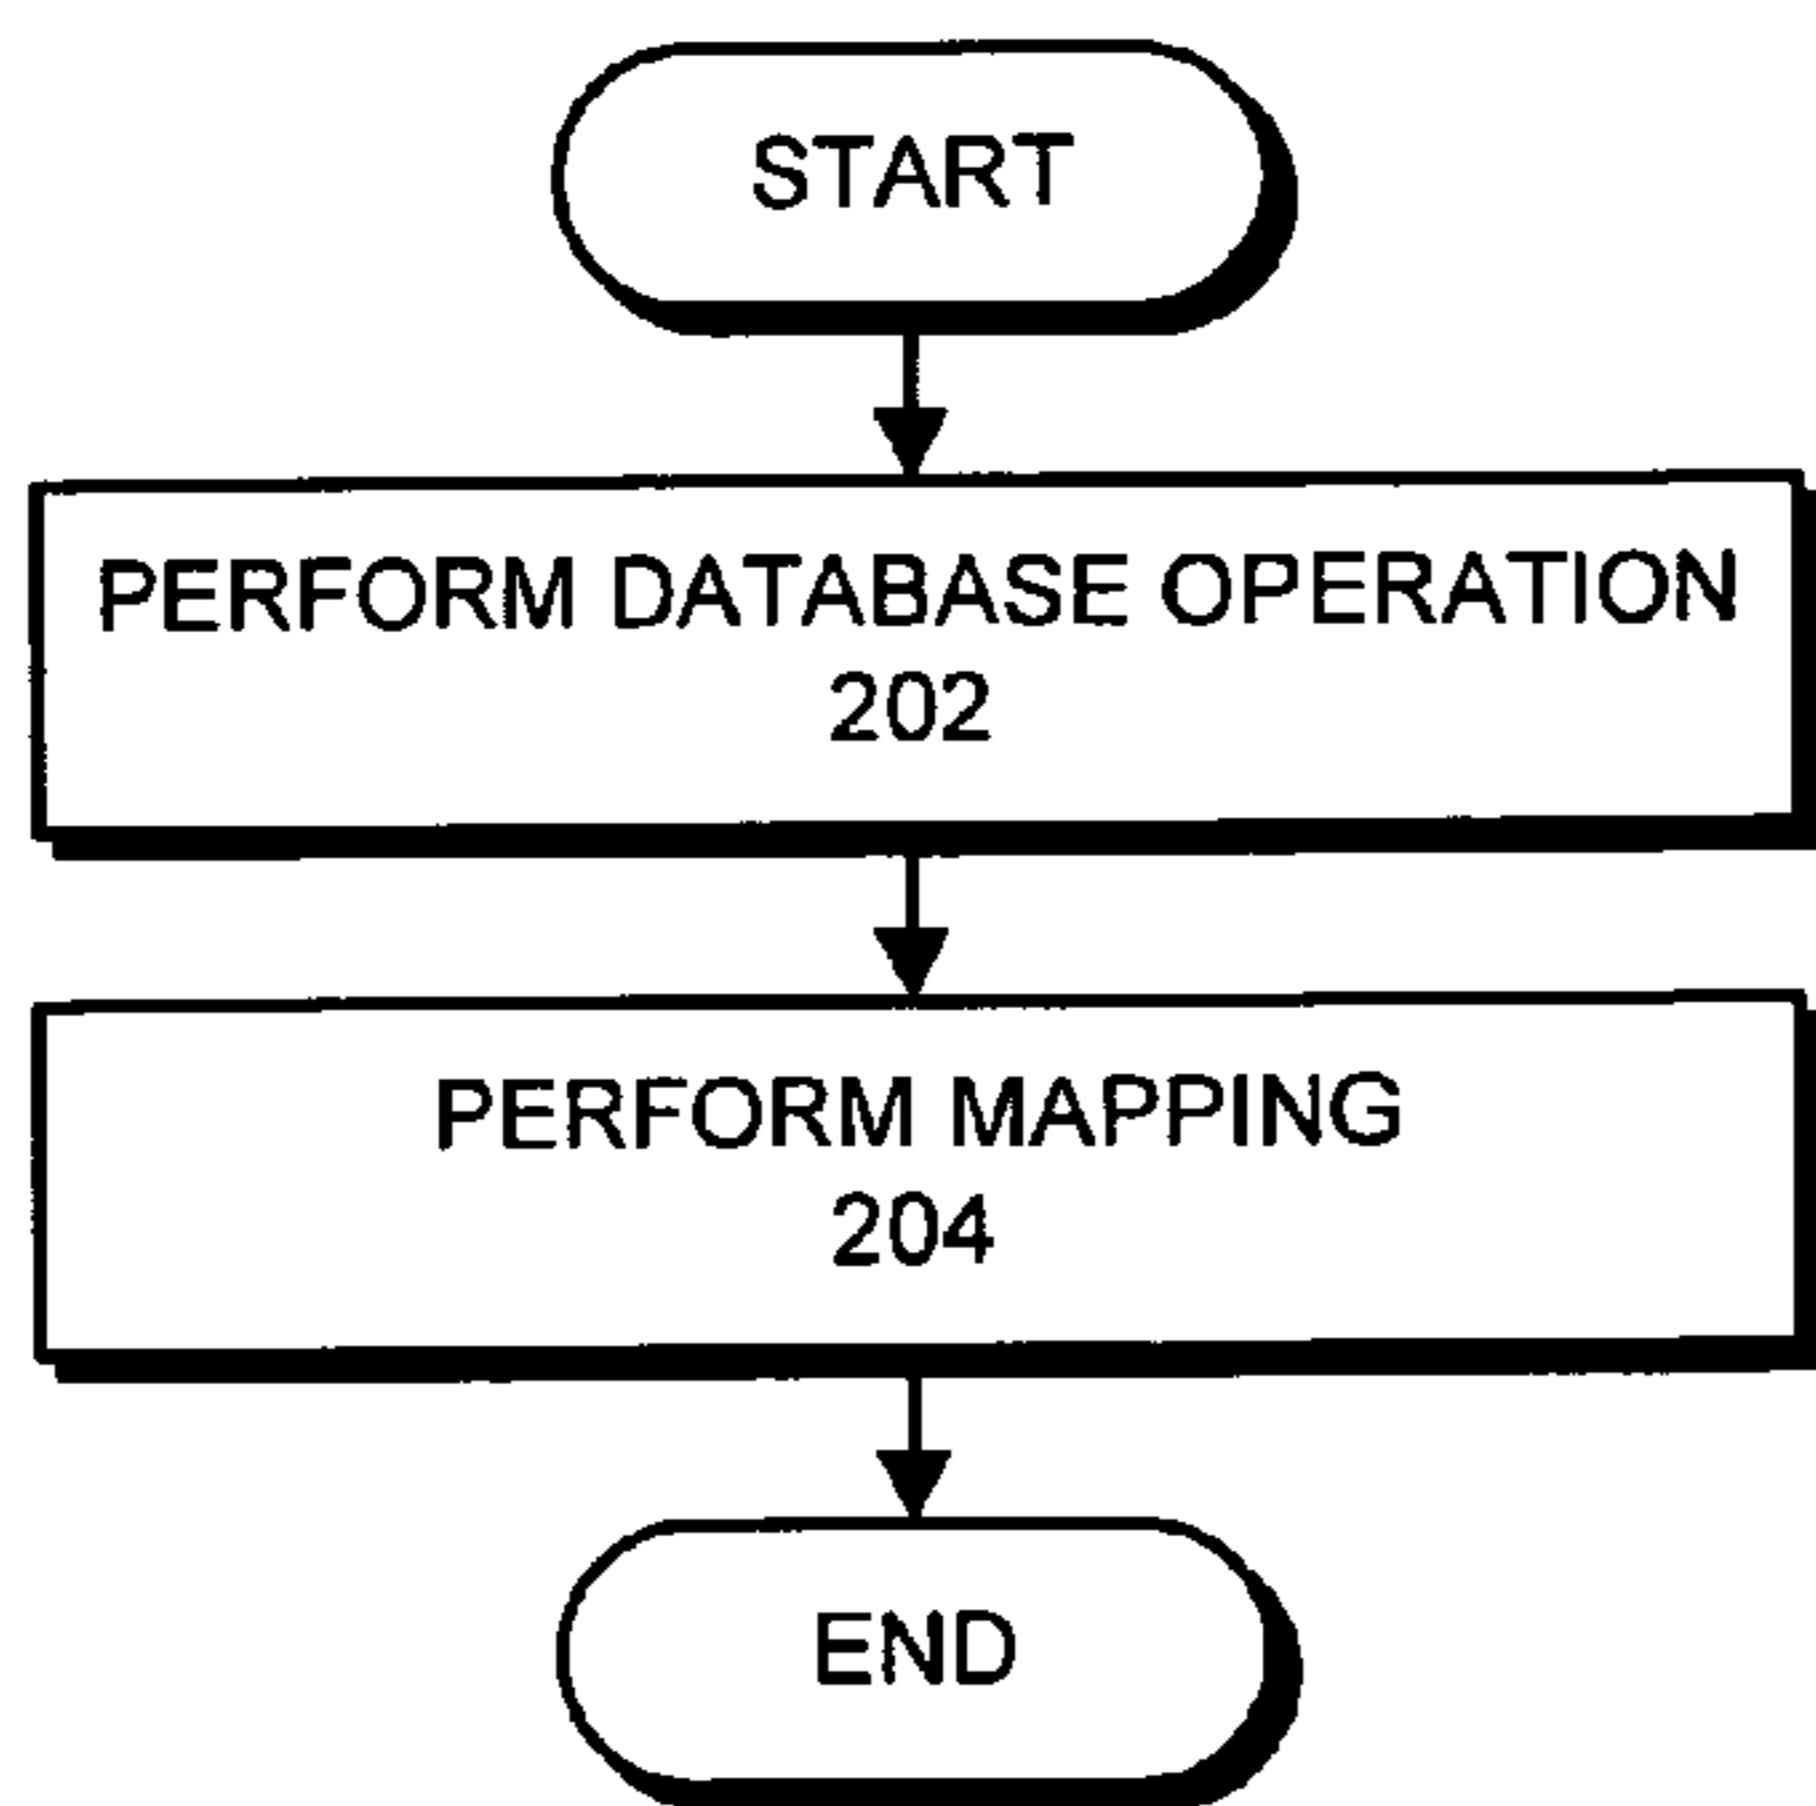 START
PERFORM DATABASE OPERATION
202
PERFORM MAPPING
204
END